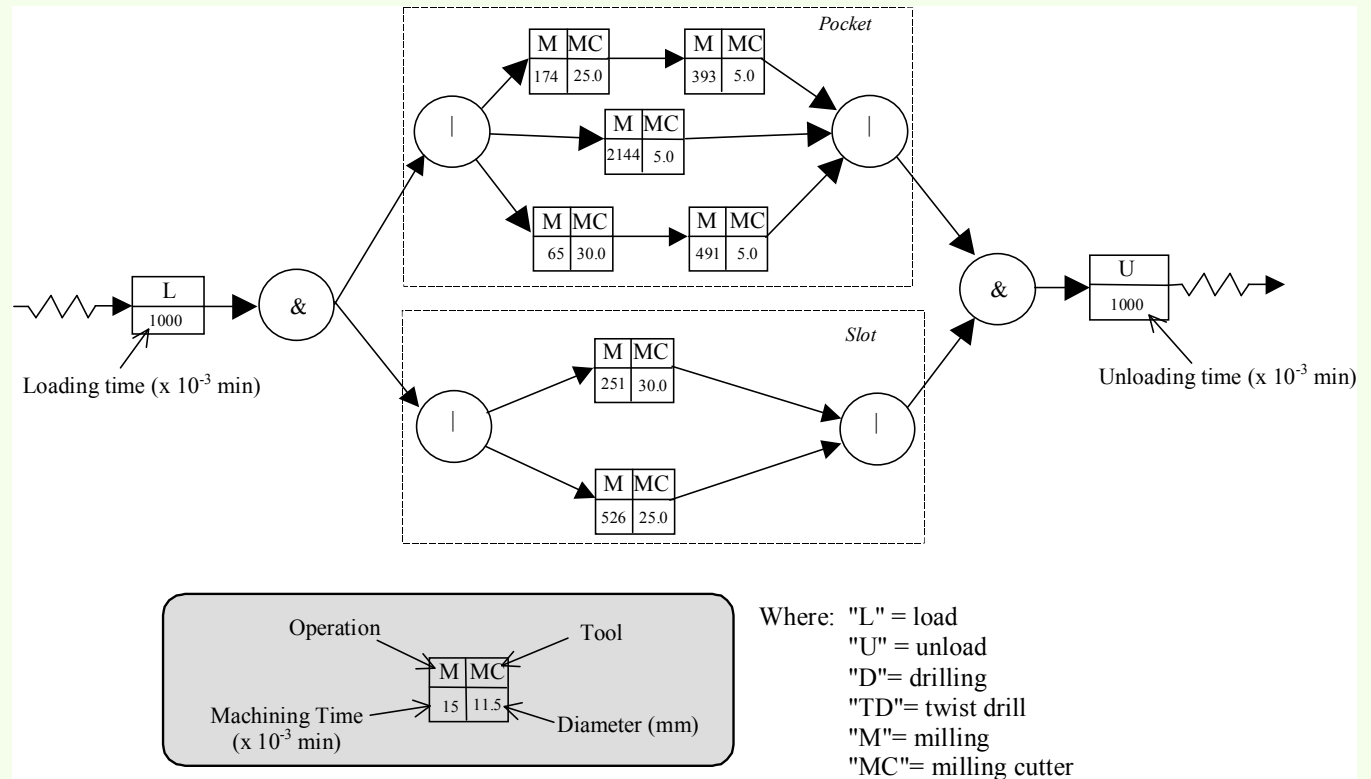 Pocket
M MC
174 25.0
M MC
393 5.0
|
M MC
2144 5.0
|
M MC
65 30.0
M MC
491 5.0
L
1000
&
Loading time (x 10-3 min)
&
U
1000
Unloading time (x 10-3 min)
Slot
M MC
251 30.0
|
|
M MC
526 25.0
Operation
Tool
M MC
15 11.5
Machining Time
(x 10-3 min)
Diameter (mm)
Where: "L" = load
"U" = unload
"D"= drilling
"TD"= twist drill
"M"= milling
"MC"= milling cutter